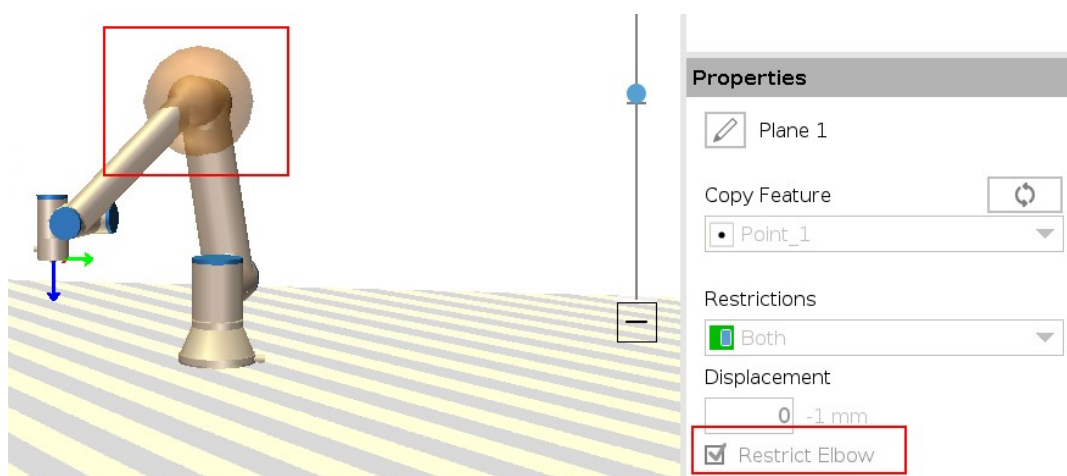 Properties
Plane 1
Copy Feature
Point_1
Restrictions
Both
Displacement
0 -1 mm
Restrict Elbow